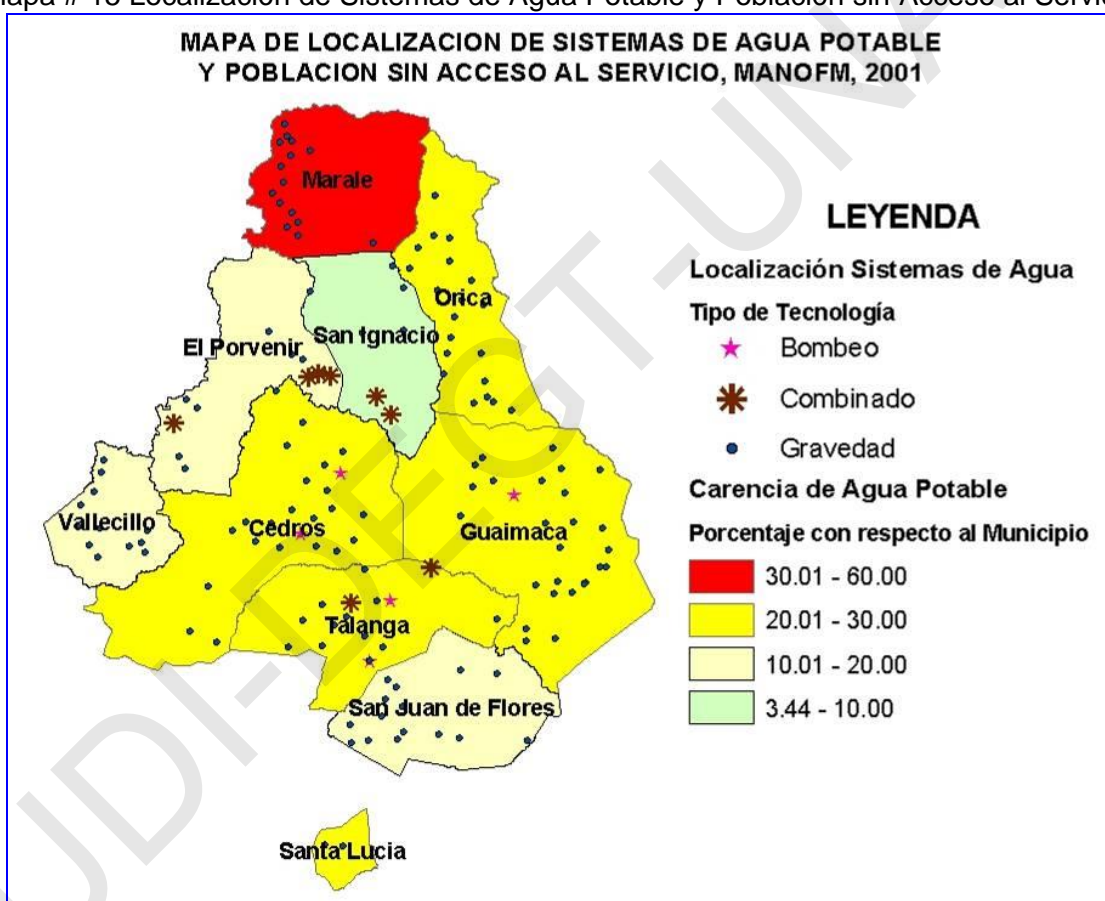 Mapa # 18 Localización de Sistemas de Agua Potable y Población sin Acceso al Servicio
MAPA DE LOCALIZACION DE SISTEMAS DE AGUA POTABLE
Y POBLACION SIN ACCESO AL SERVICIO, MANOFM, 2001
Marale
Orica
San Ignacio
El Porvenir
Vallecillo
Cedros
Guaimaca
Talanga
San Juan de Flores
Santa Lucia
LEYENDA
Localización Sistemas de Agua
Tipo de Tecnología
Bombeo
Combinado
Gravedad
Carencia de Agua Potable
Porcentaje con respecto al Municipio
30.01 - 60.00
20.01 - 30.00
10.01 - 20.00
3.44 - 10.00
UDI-DEGT-UNA